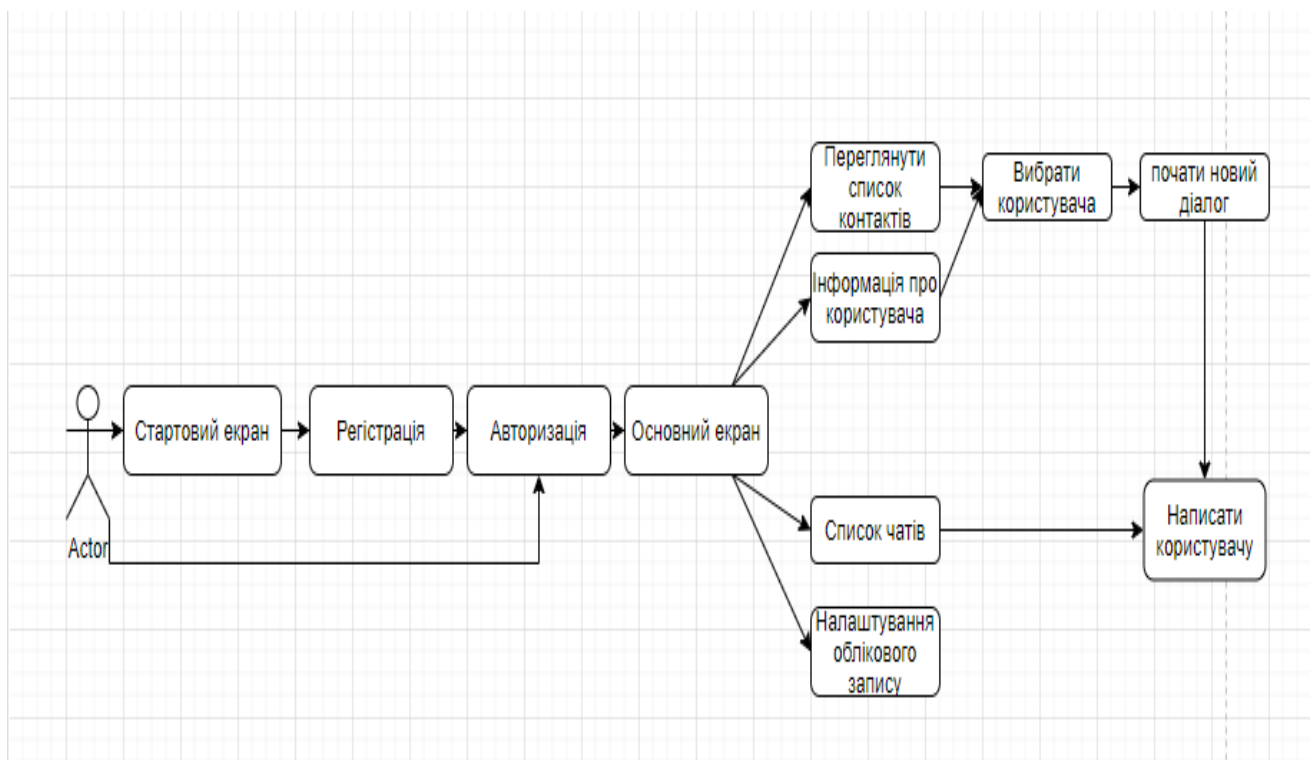 Переглянути
список
контактів
Вибрати
користувача
почати новий
діалог
Інформація про
користувача
Стартовий екран
Регістрація
Авторизація
Основний екран
Actor
Список чатів
Написати
користувачу
Налаштування
облікового
запису